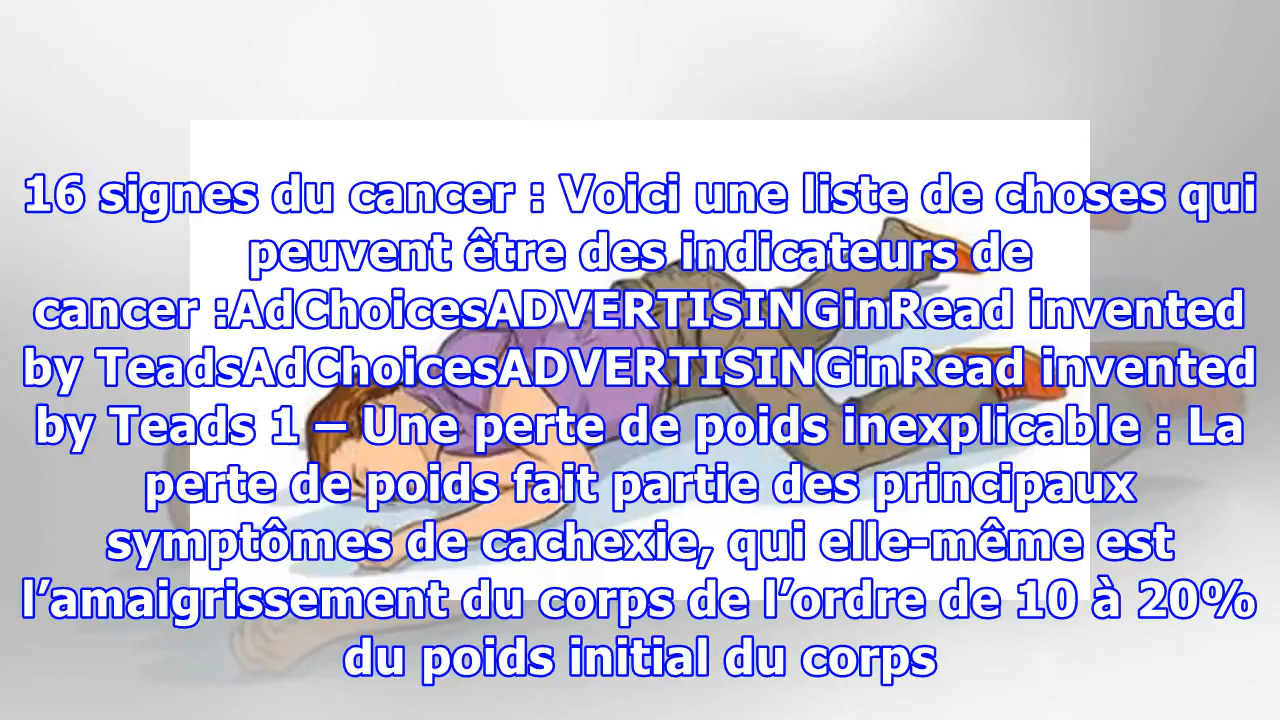 16 signes du cancer : Voici une liste de choses qui
peuvent être des indicateurs de
cancer :AdChoicesADVERTISINGinRead invented
by TeadsAdChoicesADVERTISINGinRead invented
by Teads 1 – Une perte de poids inexplicable : La
perte de poids fait partie des principaux
symptômes de cachexie, qui elle-même est
l’amaigrissement du corps de l’ordre de 10 à 20%
du poids initial du corps